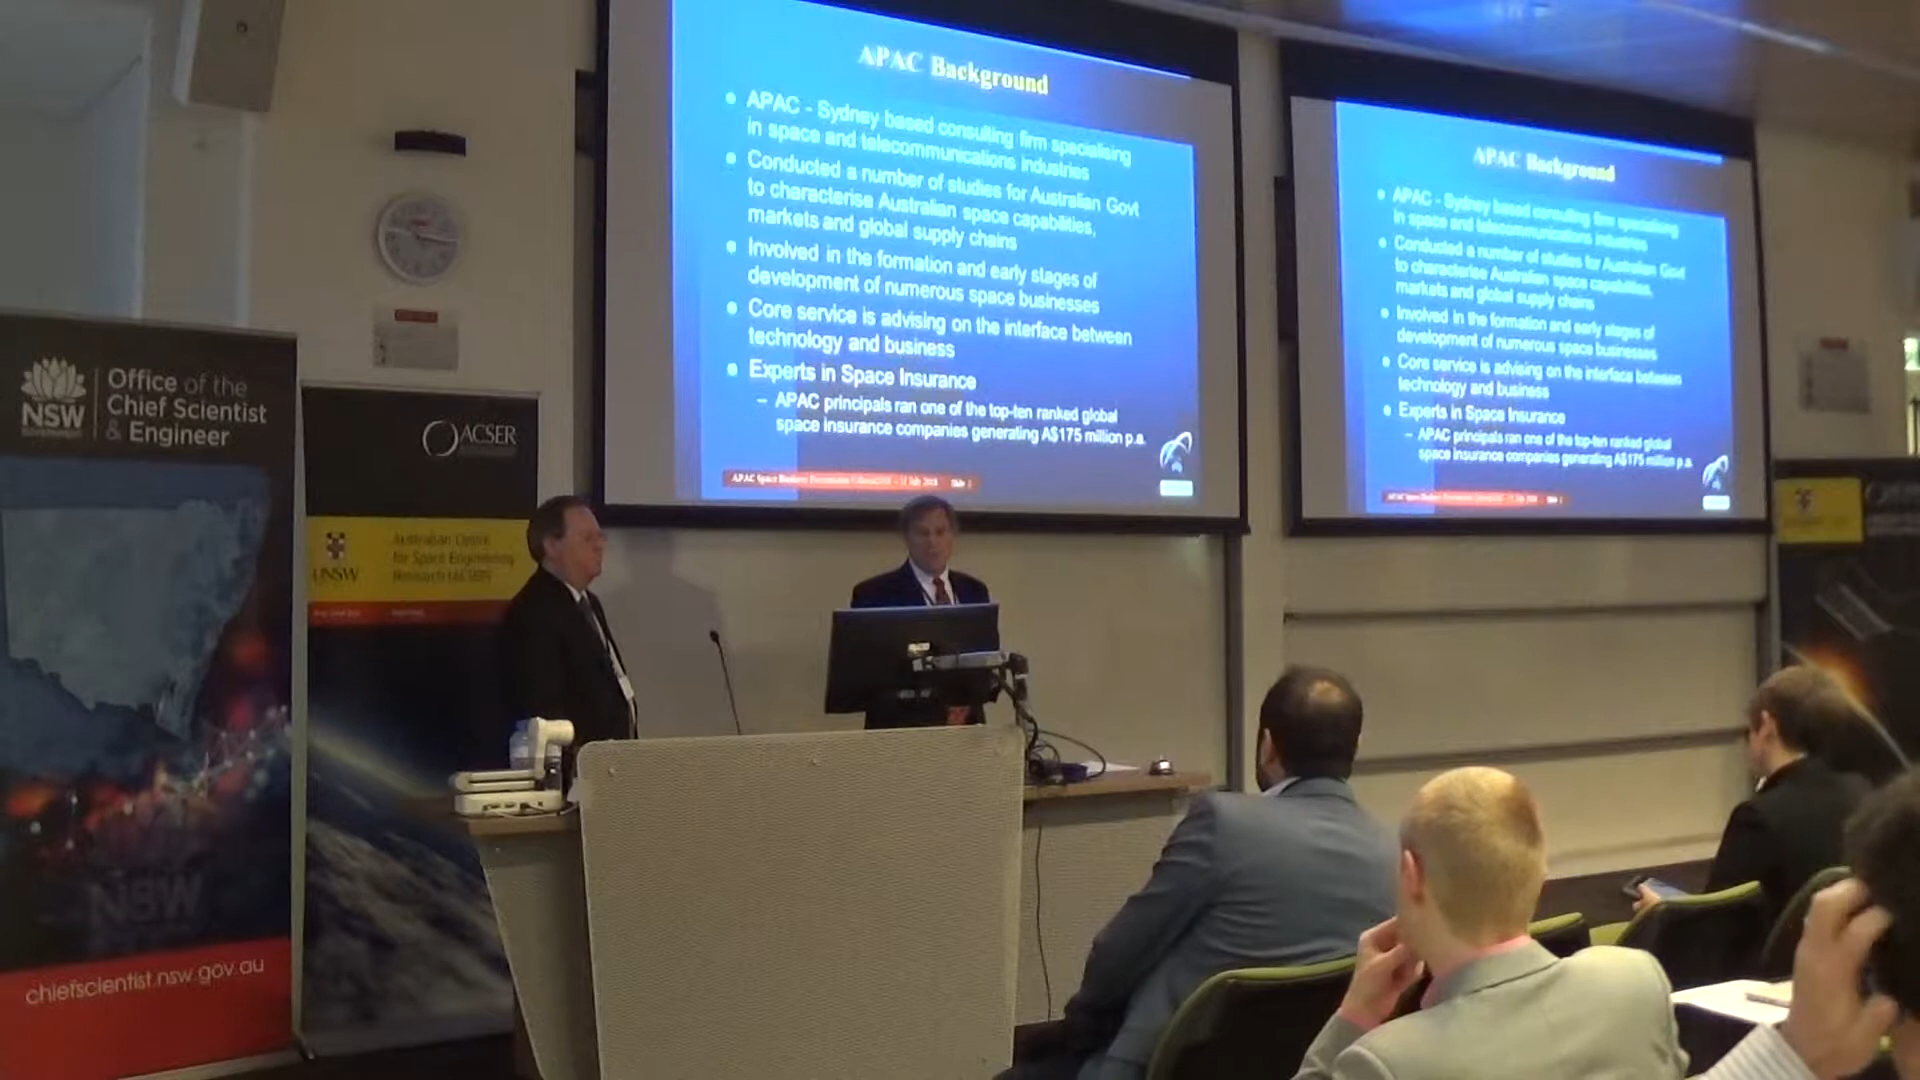 APAC Background
APAC - Sydney based consulting firm specialising
in space and telecommunications industries
Conducted a number of studies for Australian Govt
to characterise Australian space capabilities,
markets and global supply chains
Involved in the formation and early stages of
development of numerous space businesses
Core service is advising on the interface between
technology and business
Experts in Space Insurance
– APAC principals ran one of the top-ten ranked global
space insurance companies generating A$175 million p.a.
APAC Space Business
July
Slide
APAC Background
APAC - Sydney based consulting firm specialising
in space and telecommunications industries
Conducted a number of studies for Australian Govt
to characterise Australian space capabilities,
markets and global supply chains
Involved in the formation and early stages of
development of numerous space businesses
Core service is advising on the interface between
technology and business
Experts in Space Insurance
– APAC principals ran one of the top-ten ranked global
space insurance companies generating A$175 million p.a.
NSW
GOVERNMENT
Office of the
Chief Scientist
& Engineer
NSW
chiefscientist.nsw.gov.au
ACSER
UNSW
Australian Centre
for Space Engineering
Research